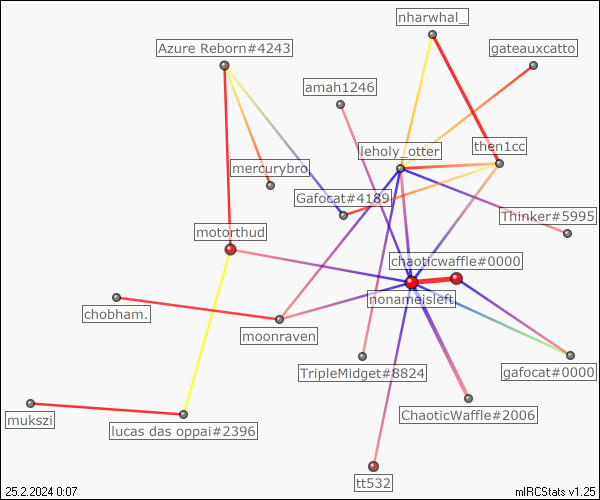 nharwhal_
Azure Reborn#4243
gateauxcatto
amah1246
then1cc
leholy_otter
mercurybro
Gafocat#4189
Thinker#5995
motorthud
chaoticwaffle#0000
nonameisleft
chobham.
moonraven
TripleMidget#8824
gafocat#0000
ChaoticWaffle#2006
mukszi
lucas das oppai#2396
tt532
25.2.2024 0:07
mIRCStats v1.25